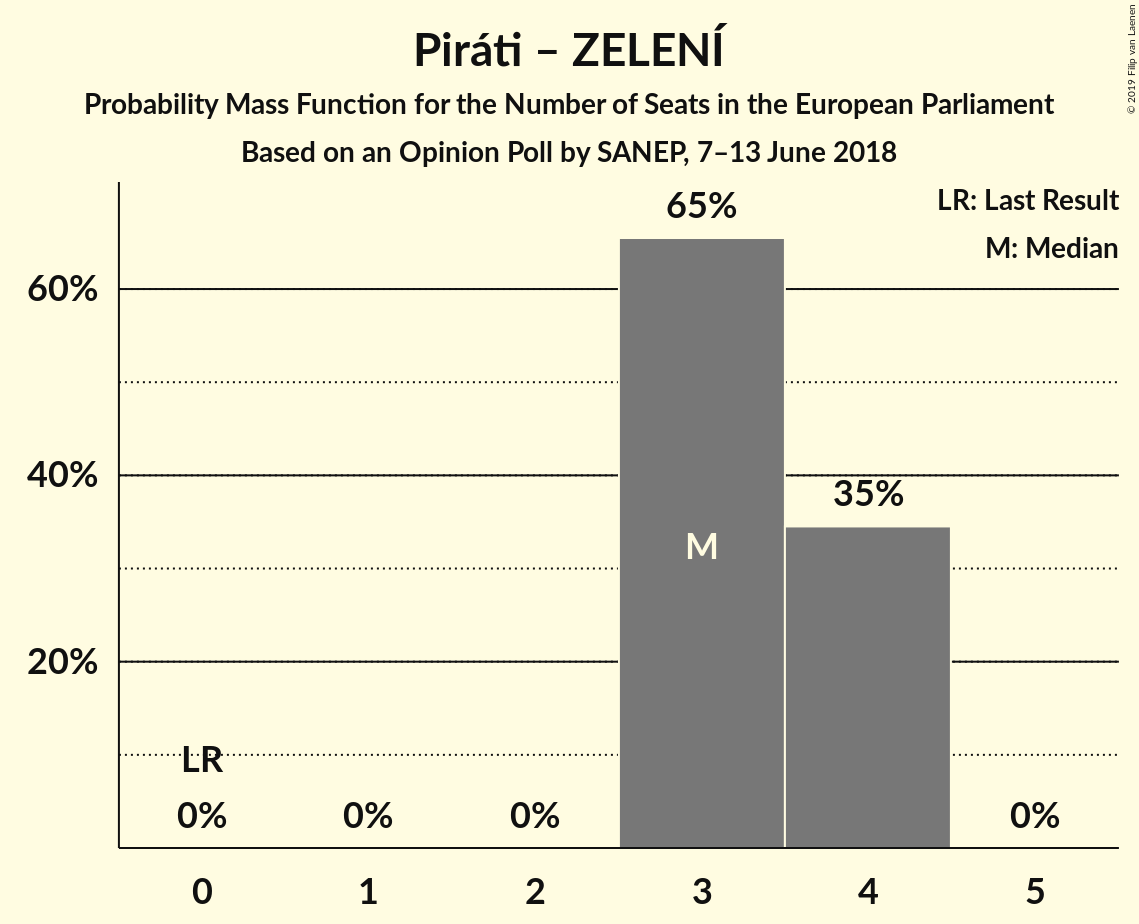 Piráti – ZELENÍ
Probability Mass Function for the Number of Seats in the European Parliament
Based on an Opinion Poll by SANEP, 7–13 June 2018
© 2019 Filip van Laenen
LR: Last Result
M: Median
65%
60%
40%
35%
M
20%
LR
0% 0% 0% 0%
0 1 2 3 4 5